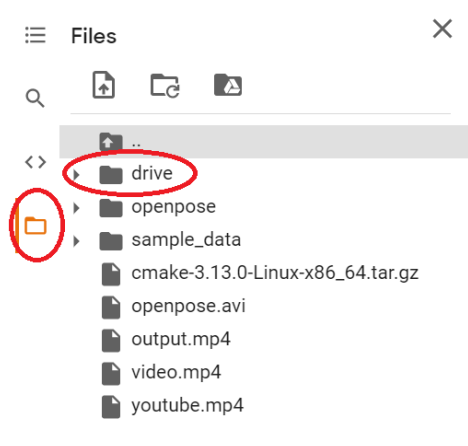 Files
..
drive
openpose
sample_data
cmake-3.13.0-Linux-x86_64.tar.gz
openpose.avi
output.mp4
video.mp4
youtube.mp4